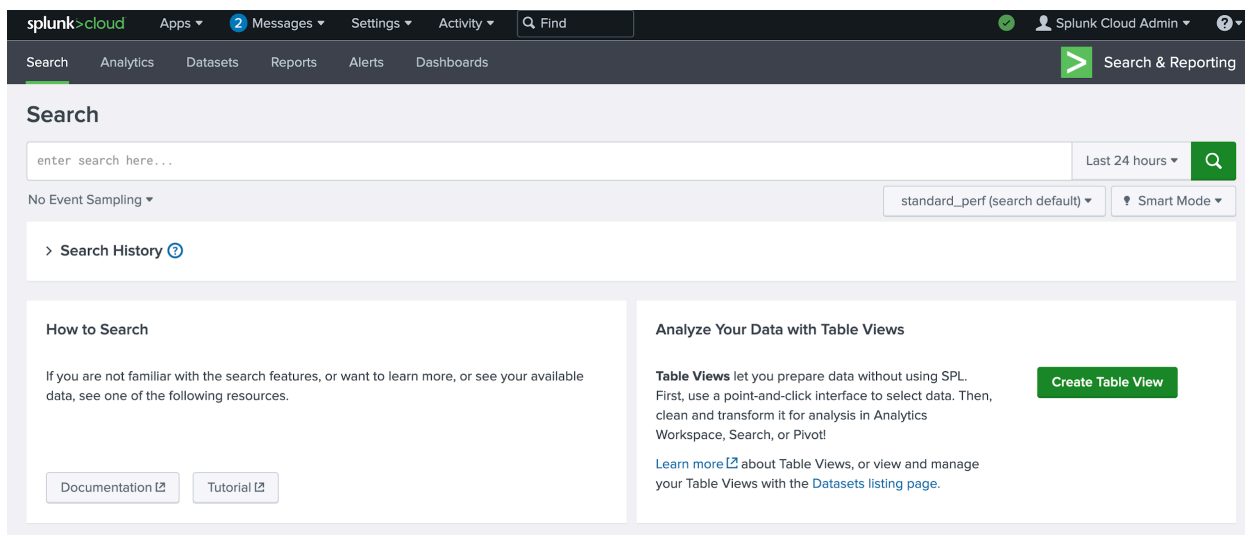 splunk>cloud Apps 2 Messages Settings Activity Find Splunk Cloud Admin ?
Search Analytics Datasets Reports Alerts Dashboards > Search & Reporting
Search
enter search here... Last 24 hours
No Event Sampling standard_perf (search default) Smart Mode
> Search History ?
How to Search
If you are not familiar with the search features, or want to learn more, or see your available
data, see one of the following resources.
Documentation Tutorial
Analyze Your Data with Table Views
Table Views let you prepare data without using SPL.
First, use a point-and-click interface to select data. Then,
clean and transform it for analysis in Analytics
Workspace, Search, or Pivot!
Create Table View
Learn more about Table Views, or view and manage
your Table Views with the Datasets listing page.